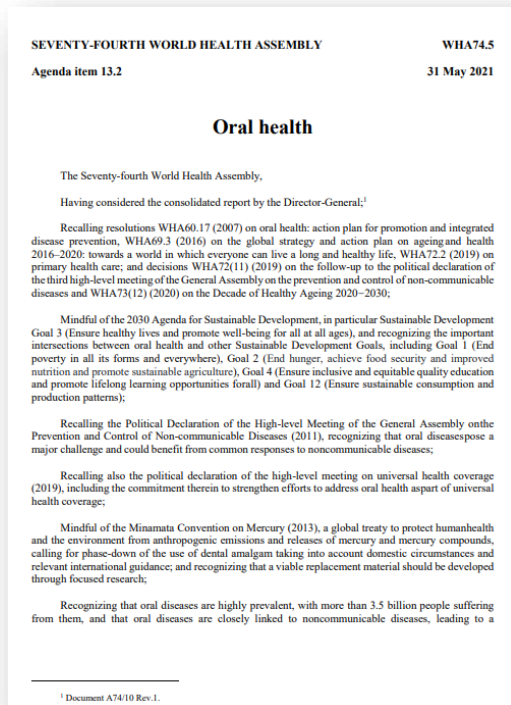 SEVENTY-FOURTH WORLD HEALTH ASSEMBLY WHA74.5
Agenda item 13.2 31 May 2021
Oral health
The Seventy-fourth World Health Assembly,
Having considered the consolidated report by the Director-General;¹
Recalling resolutions WHA60.17 (2007) on oral health: action plan for promotion and integrated
disease prevention, WHA69.3 (2016) on the global strategy and action plan on ageing and health
2016–2020: towards a world in which everyone can live a long and healthy life, WHA72.2 (2019) on
primary health care; and decisions WHA72(11) (2019) on the follow-up to the political declaration of
the third high-level meeting of the General Assembly on the prevention and control of non-communicable
diseases and WHA73(12) (2020) on the Decade of Healthy Ageing 2020−2030;
Mindful of the 2030 Agenda for Sustainable Development, in particular Sustainable Development
Goal 3 (Ensure healthy lives and promote well-being for all at all ages), and recognizing the important
intersections between oral health and other Sustainable Development Goals, including Goal 1 (End
poverty in all its forms and everywhere), Goal 2 (End hunger, achieve food security and improved
nutrition and promote sustainable agriculture), Goal 4 (Ensure inclusive and equitable quality education
and promote lifelong learning opportunities forall) and Goal 12 (Ensure sustainable consumption and
production patterns);
Recalling the Political Declaration of the High-level Meeting of the General Assembly onthe
Prevention and Control of Non-communicable Diseases (2011), recognizing that oral diseasespose a
major challenge and could benefit from common responses to noncommunicable diseases;
Recalling also the political declaration of the high-level meeting on universal health coverage
(2019), including the commitment therein to strengthen efforts to address oral health aspart of universal
health coverage;
Mindful of the Minamata Convention on Mercury (2013), a global treaty to protect humanhealth
and the environment from anthropogenic emissions and releases of mercury and mercury compounds,
calling for phase-down of the use of dental amalgam taking into account domestic circumstances and
relevant international guidance; and recognizing that a viable replacement material should be developed
through focused research;
Recognizing that oral diseases are highly prevalent, with more than 3.5 billion people suffering
from them, and that oral diseases are closely linked to noncommunicable diseases, leading to a
¹ Document A74/10 Rev.1.